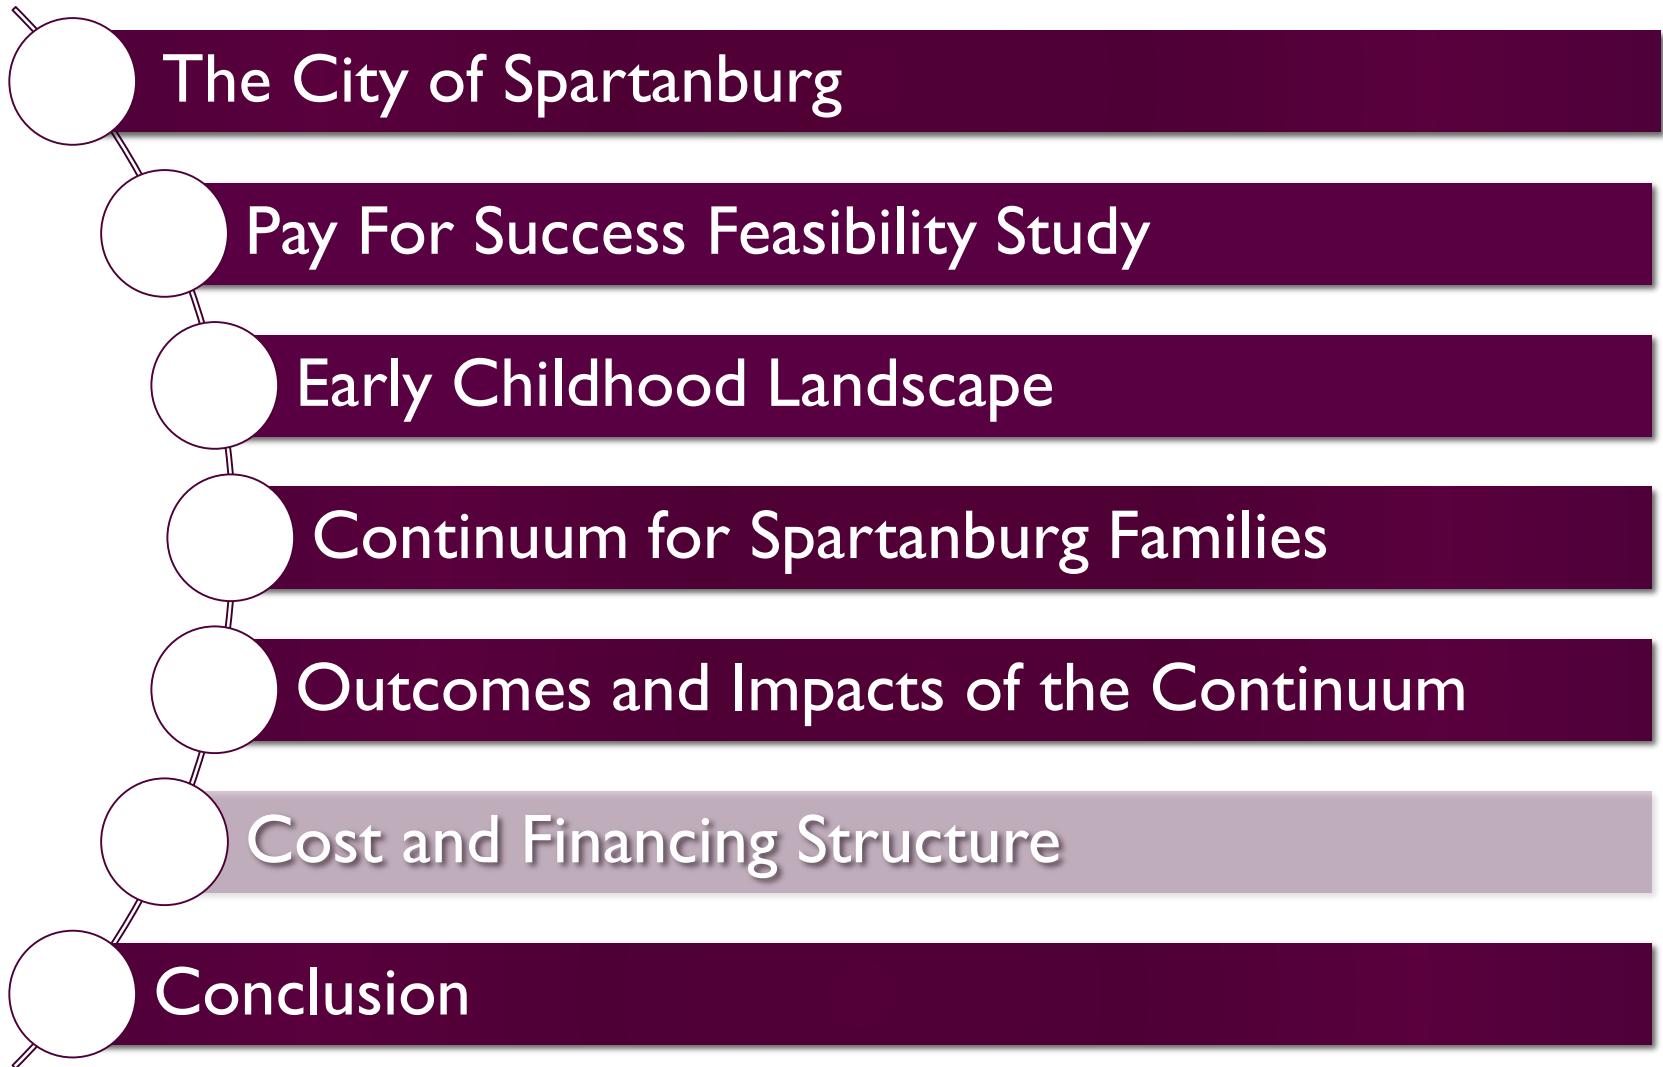 The City of Spartanburg
Pay For Success Feasibility Study
Early Childhood Landscape
Continuum for Spartanburg Families
Outcomes and Impacts of the Continuum
Cost and Financing Structure
Conclusion